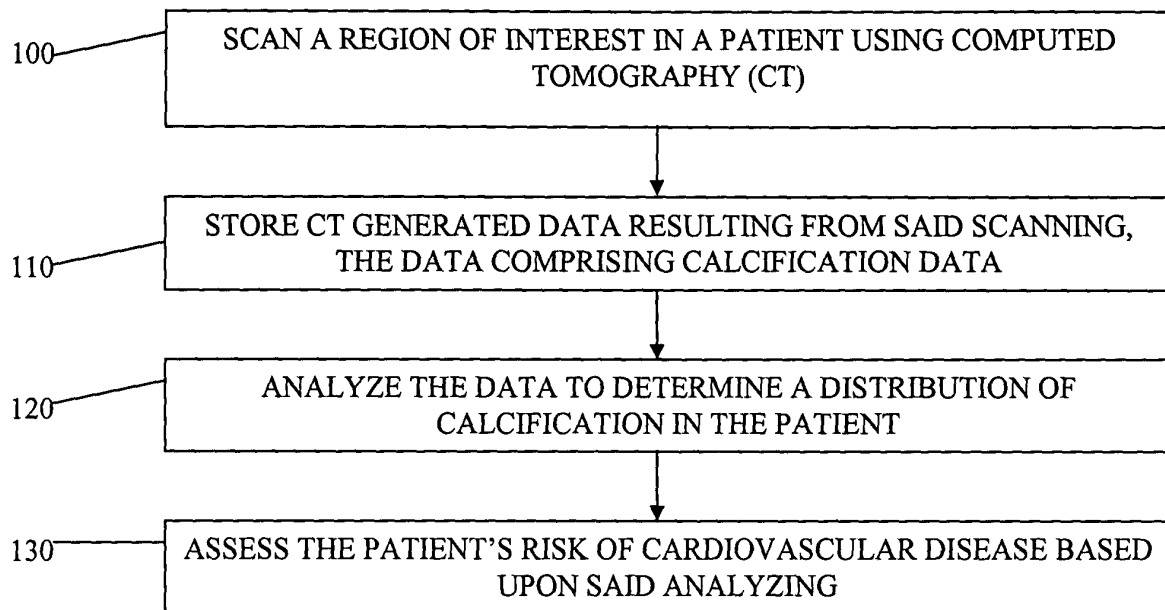 100
SCAN A REGION OF INTEREST IN A PATIENT USING COMPUTED
TOMOGRAPHY (CT)
110
STORE CT GENERATED DATA RESULTING FROM SAID SCANNING,
THE DATA COMPRISING CALCIFICATION DATA
120
ANALYZE THE DATA TO DETERMINE A DISTRIBUTION OF
CALCIFICATION IN THE PATIENT
130
ASSESS THE PATIENT'S RISK OF CARDIOVASCULAR DISEASE BASED
UPON SAID ANALYZING